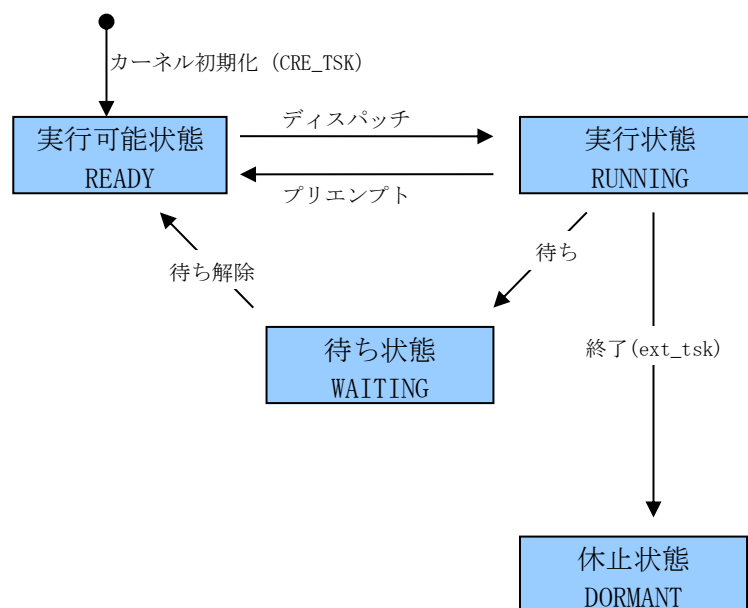 カーネル初期化 (CRE_TSK)
実行可能状態
READY
ディスパッチ
プリエンプト
実行状態
RUNNING
待ち解除
待ち
待ち状態
WAITING
終了(ext_tsk)
休止状態
DORMANT